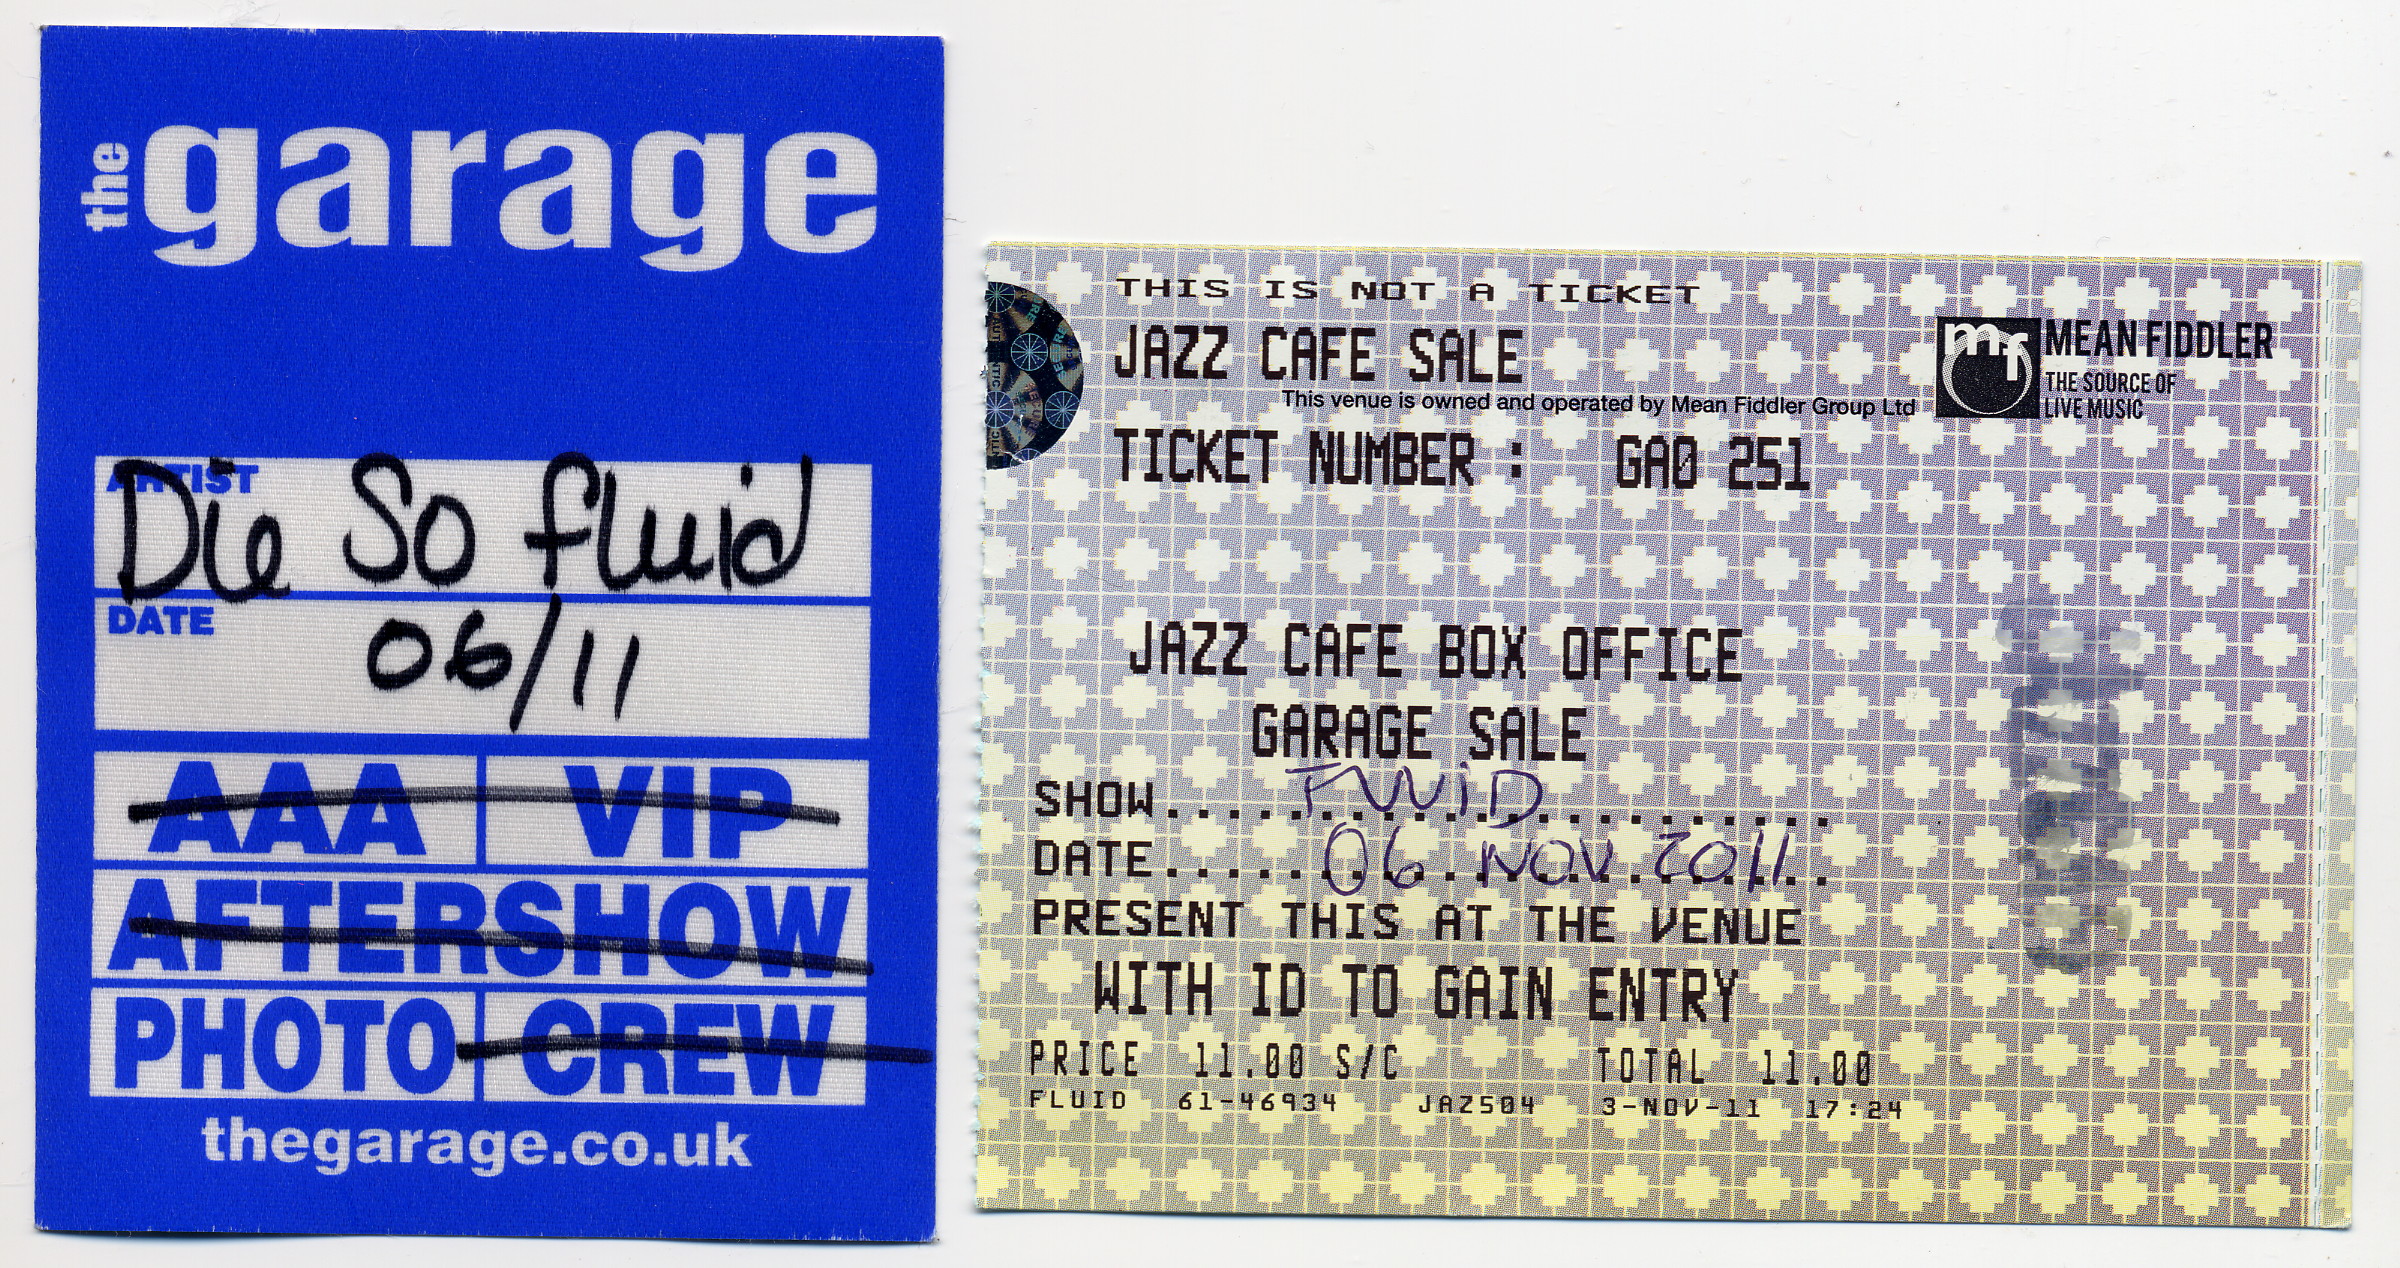 the garage
ARTIST
Die So fluid
DATE
06/11
AAA VIP
AFTERSHOW
PHOTO CREW
thegarage.co.uk
THIS IS NOT A TICKET
JAZZ CAFE SALE
This venue is owned and operated by Mean Fiddler Group Ltd
mf MEAN FIDDLER
THE SOURCE OF
LIVE MUSIC
TICKET NUMBER : GA0 251
JAZZ CAFE BOX OFFICE
GARAGE SALE
SHOW.....FLUID..........
DATE.....06 NOV 2011..
PRESENT THIS AT THE VENUE
WITH ID TO GAIN ENTRY
PRICE 11.00 S/C TOTAL 11.00
FLUID 61-46934 JAZ504 3-NOV-11 17:24